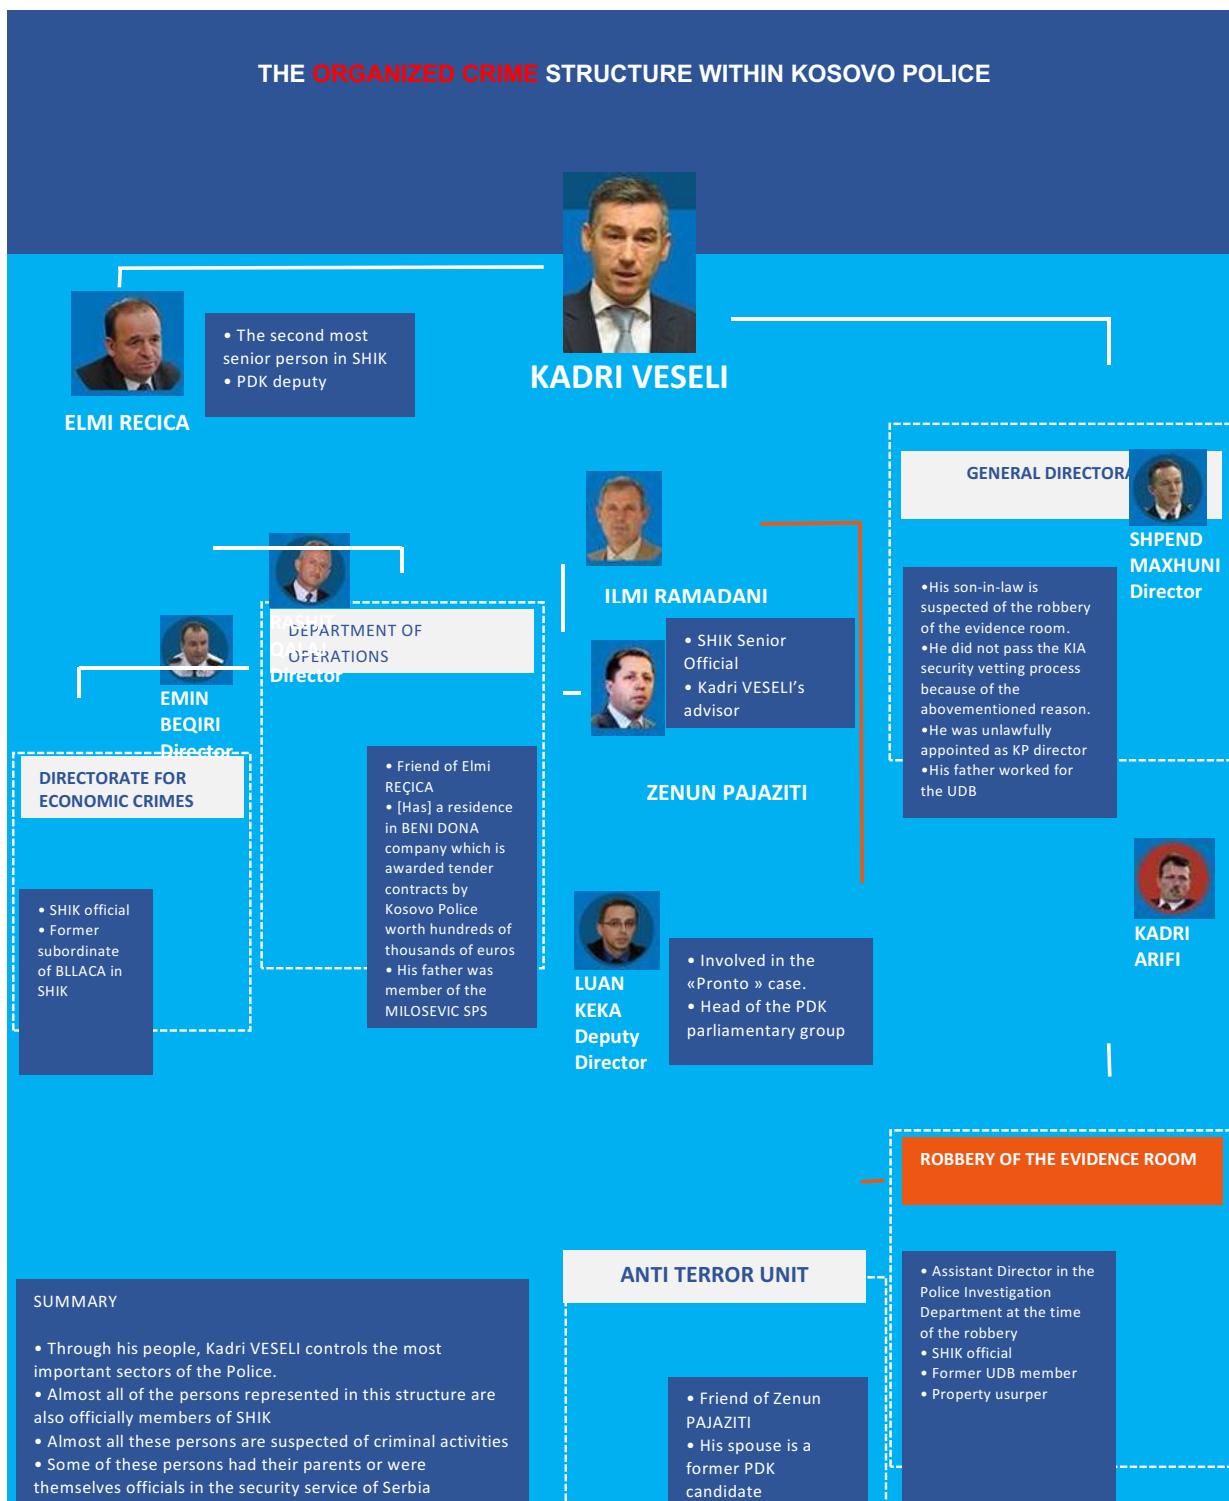 THE ORGANIZED CRIME STRUCTURE WITHIN KOSOVO POLICE
KADRI VESELI
ELMI RECICA
• The second most
senior person in SHIK
• PDK deputy
GENERAL DIRECTORA
SHPEND
MAXHUNI
Director
•His son-in-law is
suspected of the robbery
of the evidence room.
•He did not pass the KIA
security vetting process
because of the
abovementioned reason.
•He was unlawfully
appointed as KP director
•His father worked for
the UDB
ILMI RAMADANI
• SHIK Senior
Official
• Kadri VESELI’s
advisor
ZENUN PAJAZITI
RASHIT
QALAJ
Director
DEPARTMENT OF
OPERATIONS
• Friend of Elmi
REÇICA
• [Has] a residence
in BENI DONA
company which is
awarded tender
contracts by
Kosovo Police
worth hundreds of
thousands of euros
• His father was
member of the
MILOSEVIC SPS
EMIN
BEQIRI
Director
DIRECTORATE FOR
ECONOMIC CRIMES
• SHIK official
• Former
subordinate
of BLLACA in
SHIK
LUAN
KEKA
Deputy
Director
• Involved in the
«Pronto » case.
• Head of the PDK
parliamentary group
KADRI
ARIFI
ROBBERY OF THE EVIDENCE ROOM
• Assistant Director in the
Police Investigation
Department at the time
of the robbery
• SHIK official
• Former UDB member
• Property usurper
ANTI TERROR UNIT
• Friend of Zenun
PAJAZITI
• His spouse is a
former PDK
candidate
SUMMARY
• Through his people, Kadri VESELI controls the most
important sectors of the Police.
• Almost all of the persons represented in this structure are
also officially members of SHIK
• Almost all these persons are suspected of criminal activities
• Some of these persons had their parents or were
themselves officials in the security service of Serbia